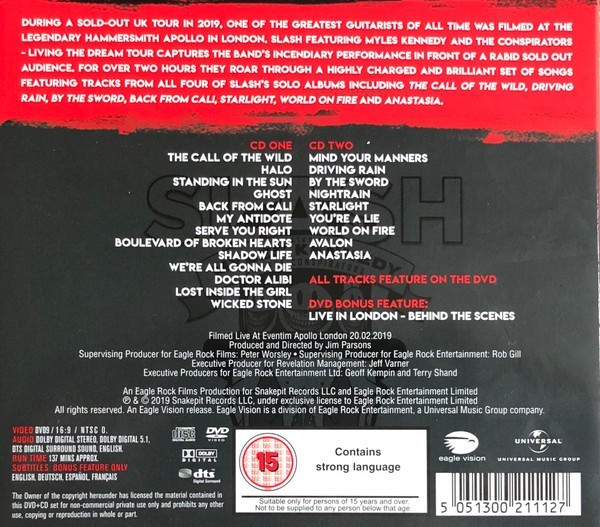 DURING A SOLD-OUT UK TOUR IN 2019, ONE OF THE GREATEST GUITARISTS OF ALL TIME WAS FILMED AT THE
LEGENDARY HAMMERSMITH APOLLO IN LONDON. SLASH FEATURING MYLES KENNEDY AND THE CONSPIRATORS
- LIVING THE DREAM TOUR CAPTURES THE BAND'S INCENDIARY PERFORMANCE IN FRONT OF A RABID SOLD OUT
AUDIENCE. FOR OVER TWO HOURS THEY ROAR THROUGH A HIGHLY CHARGED AND BRILLIANT SET OF SONGS
FEATURING TRACKS FROM ALL FOUR OF SLASH'S SOLO ALBUMS INCLUDING THE CALL OF THE WILD, DRIVING
RAIN, BY THE SWORD, BACK FROM CALI, STARLIGHT, WORLD ON FIRE AND ANASTASIA.
CD ONE
THE CALL OF THE WILD
HALO
STANDING IN THE SUN
GHOST
BACK FROM CALI
MY ANTIDOTE
SERVE YOU RIGHT
BOULEVARD OF BROKEN HEARTS
SHADOW LIFE
WE'RE ALL GONNA DIE
DOCTOR ALIBI
LOST INSIDE THE GIRL
WICKED STONE
CD TWO
MIND YOUR MANNERS
DRIVING RAIN
BY THE SWORD
NIGHTRAIN
STARLIGHT
YOU'RE A LIE
WORLD ON FIRE
AVALON
ANASTASIA
ALL TRACKS FEATURE ON THE DVD
DVD BONUS FEATURE:
LIVE IN LONDON - BEHIND THE SCENES
SLASH
Filmed Live At Eventim Apollo London 20.02.2019
Produced and Directed by Jim Parsons
Supervising Producer for Eagle Rock Films: Peter Worsley • Supervising Producer for Eagle Rock Entertainment: Rob Gill
Executive Producer for Revelation Management: Jeff Varner
Executive Producers for Eagle Rock Entertainment Ltd: Geoff Kempin and Terry Shand
An Eagle Rock Films Production for Snakepit Records LLC and Eagle Rock Entertainment Limited
℗ & © 2019 Snakepit Records LLC, under exclusive license to Eagle Rock Entertainment Limited
All rights reserved. An Eagle Vision release. Eagle Vision is a division of Eagle Rock Entertainment, a Universal Music Group company.
VIDEO DVD9 / 16:9 / NTSC 0.
AUDIO DOLBY DIGITAL STEREO, DOLBY DIGITAL 5.1,
DTS DIGITAL SURROUND SOUND, ENGLISH.
RUN TIME 137 MINS APPROX.
SUBTITLES: BONUS FEATURE ONLY
ENGLISH, DEUTSCH, ESPAÑOL, FRANÇAIS
The Owner of the copyright hereunder has licensed the material contained in
this DVD+CD set for non-commercial private use only and prohibits any other
use, copying or reproduction in whole or part.
disc
DVD
VIDEO
DOLBY
DIGITAL
dts
Digital Surround
15
Contains
strong language
Suitable only for persons of 15 years and over.
Not to be supplied to any person below that age.
eagle vision
UNIVERSAL
UNIVERSAL MUSIC GROUP
5 051300 211127